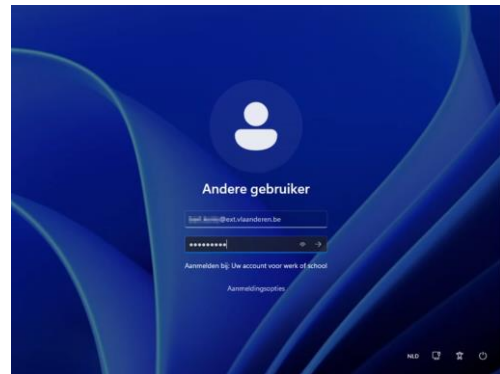 Andere gebruiker
@ext.vlaanderen.be
•••••••••
Aanmelden bij: Uw account voor werk of school
Aanmeldingsopties
NLD